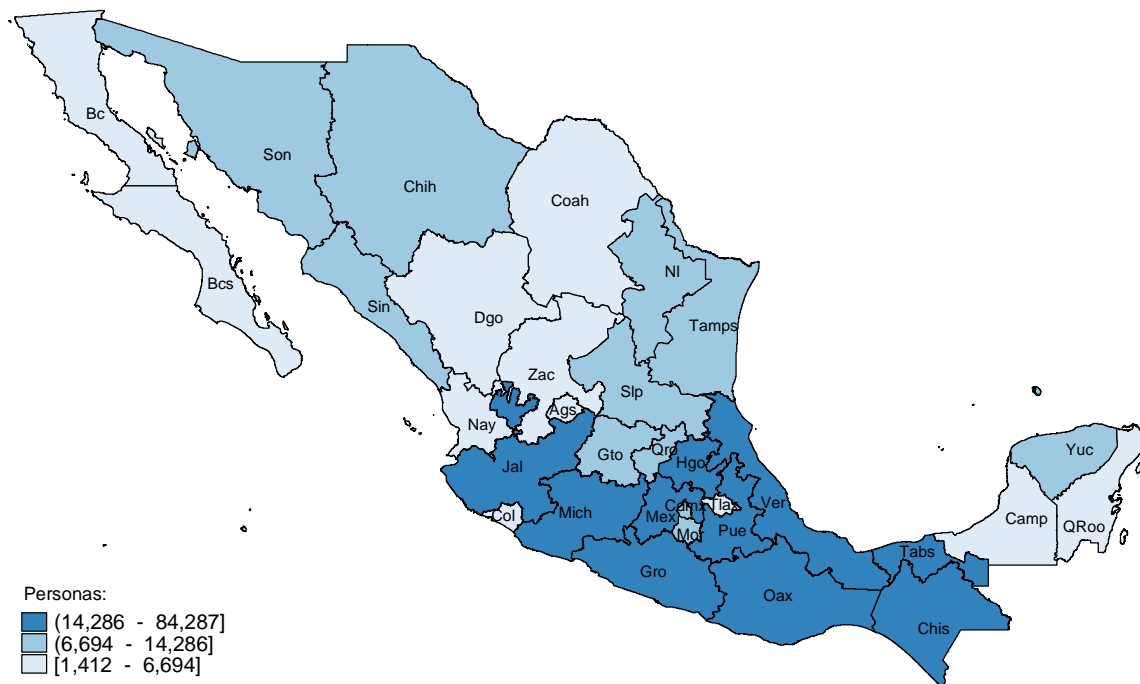 Bc
Son
Chih
Coah
Bcs
Sin
Nl
Dgo
Tamps
Zac
Slp
Ags
Nay
Yuc
Gto
Qro
Hgo
Jal
Cdmx
Tlax
Ver
Col
Mich
Mex
Mor
Pue
Camp
QRoo
Tabs
Gro
Oax
Chis
Personas:
(14,286 - 84,287]
(6,694 - 14,286]
[1,412 - 6,694]